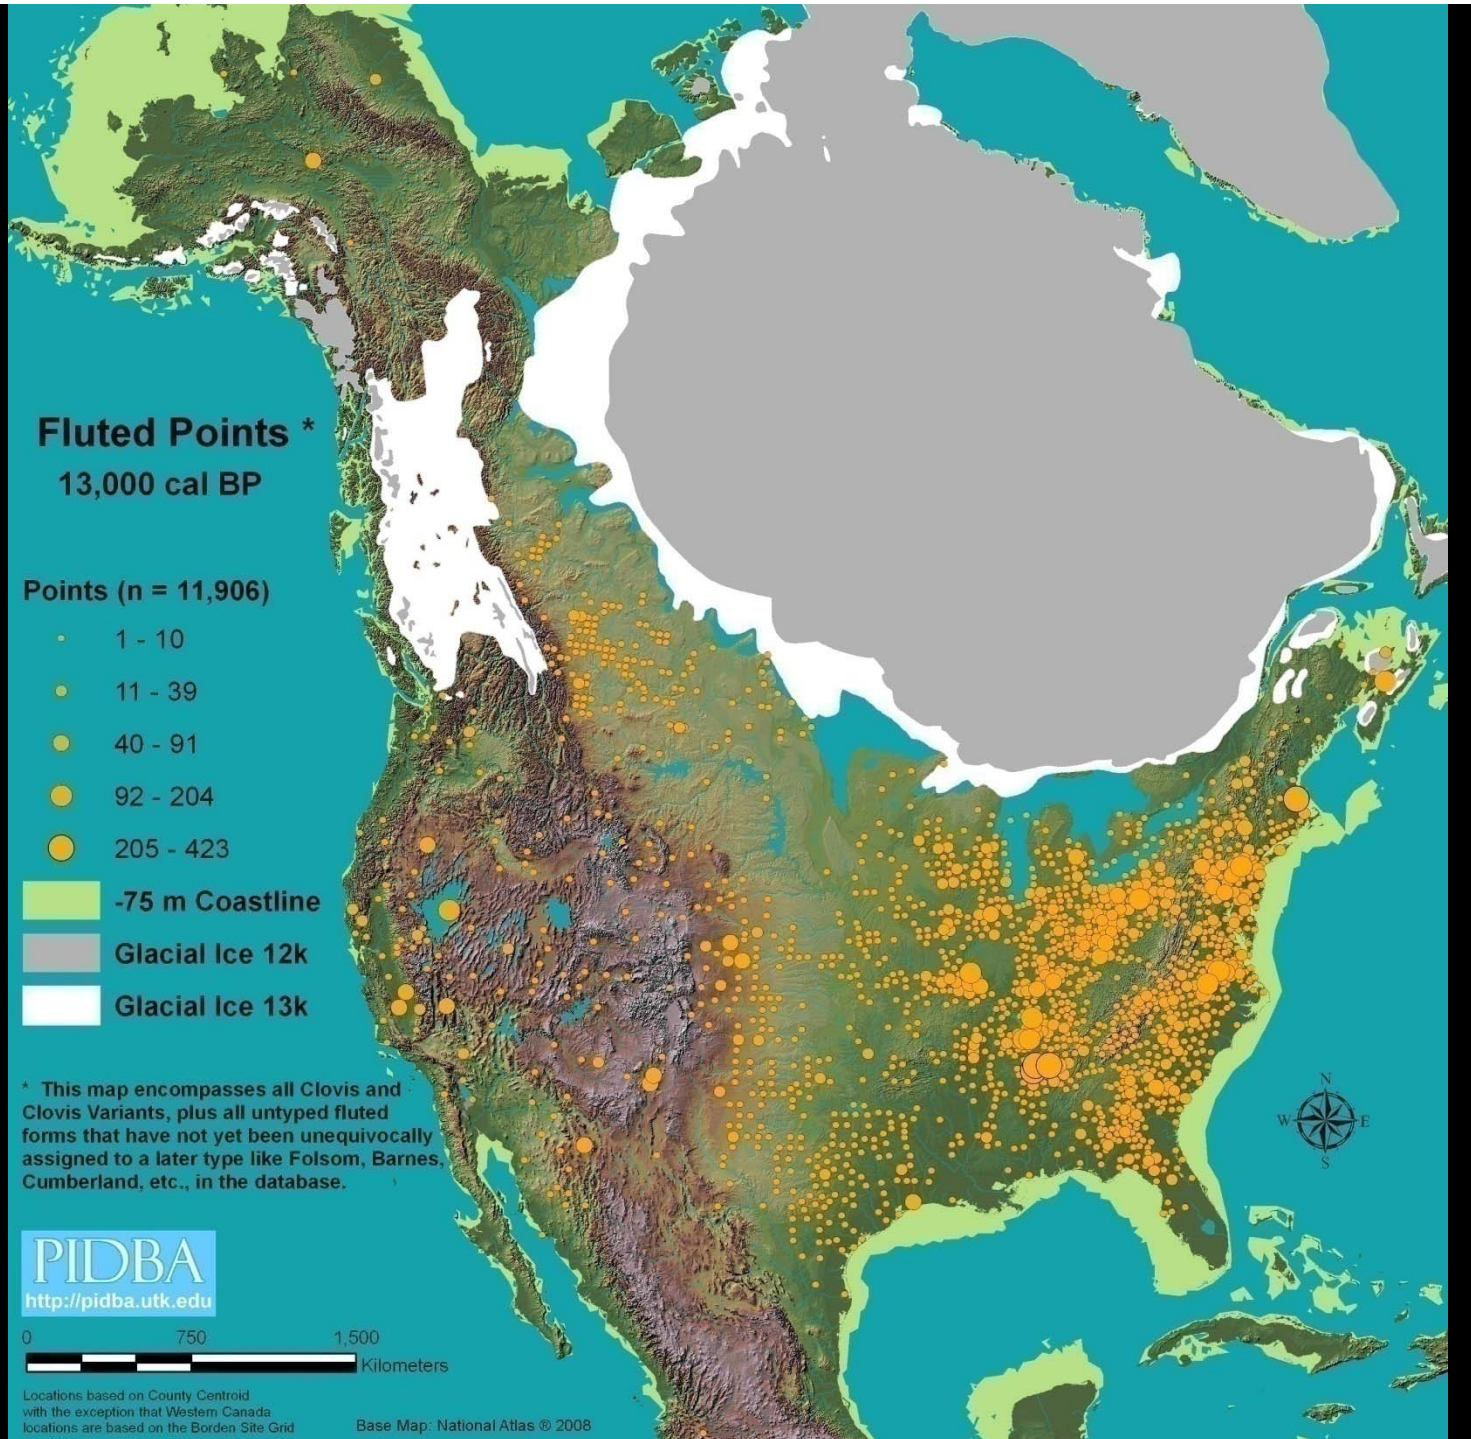 Fluted Points *
13,000 cal BP
Points (n = 11,906)
1 - 10
11 - 39
40 - 91
92 - 204
205 - 423
-75 m Coastline
Glacial Ice 12k
Glacial Ice 13k
* This map encompasses all Clovis and
Clovis Variants, plus all untyped fluted
forms that have not yet been unequivocally
assigned to a later type like Folsom, Barnes,
Cumberland, etc., in the database.
N
W E
S
PIDBA
http://pidba.utk.edu
0 750 1,500
Kilometers
Locations based on County Centroid
with the exception that Western Canada
locations are based on the Borden Site Grid
Base Map: National Atlas ® 2008